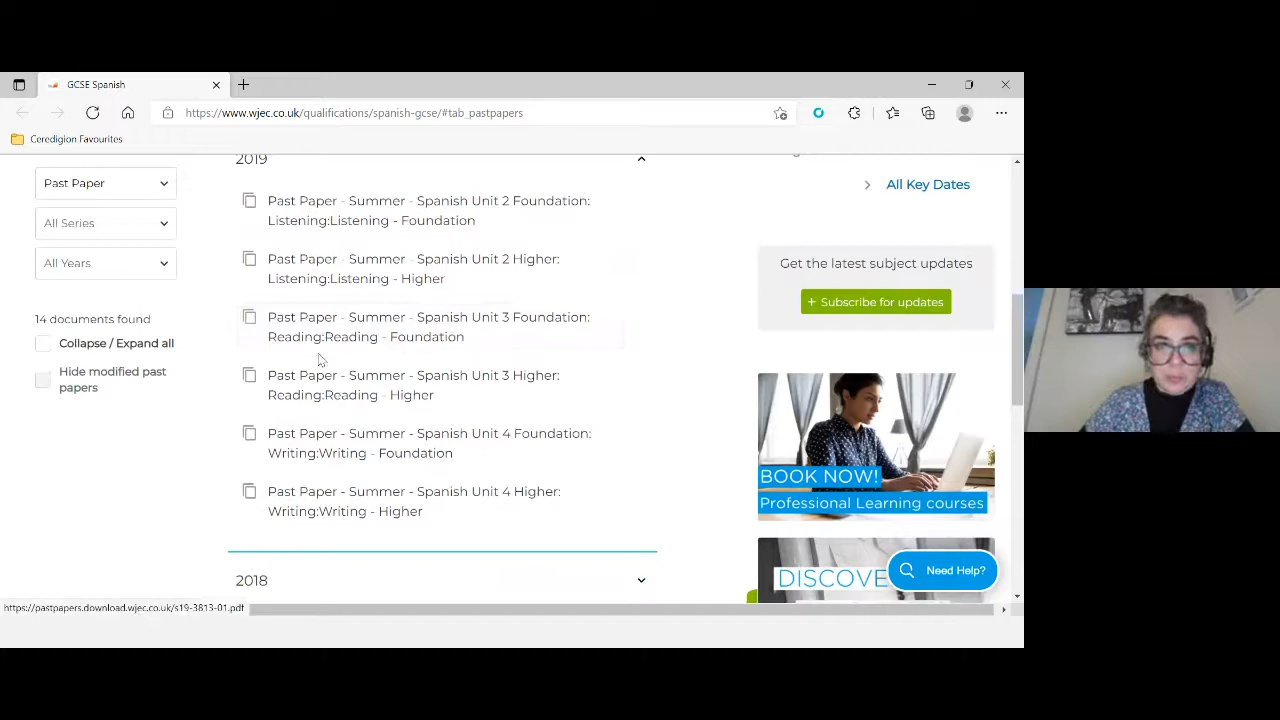 GCSE Spanish
https://www.wjec.co.uk/qualifications/spanish-gcse/#tab_pastpapers
Ceredigion Favourites
Past Paper
All Series
All Years
14 documents found
Collapse / Expand all
Hide modified past
papers
2019
Past Paper - Summer - Spanish Unit 2 Foundation:
Listening:Listening - Foundation
Past Paper - Summer - Spanish Unit 2 Higher:
Listening:Listening - Higher
Past Paper - Summer - Spanish Unit 3 Foundation:
Reading:Reading - Foundation
Past Paper - Summer - Spanish Unit 3 Higher:
Reading:Reading - Higher
Past Paper - Summer - Spanish Unit 4 Foundation:
Writing:Writing - Foundation
Past Paper - Summer - Spanish Unit 4 Higher:
Writing:Writing - Higher
2018
All Key Dates
Get the latest subject updates
+ Subscribe for updates
BOOK NOW!
Professional Learning courses
DISCOVE
Need Help?
https://pastpapers.download.wjec.co.uk/s19-3813-01.pdf